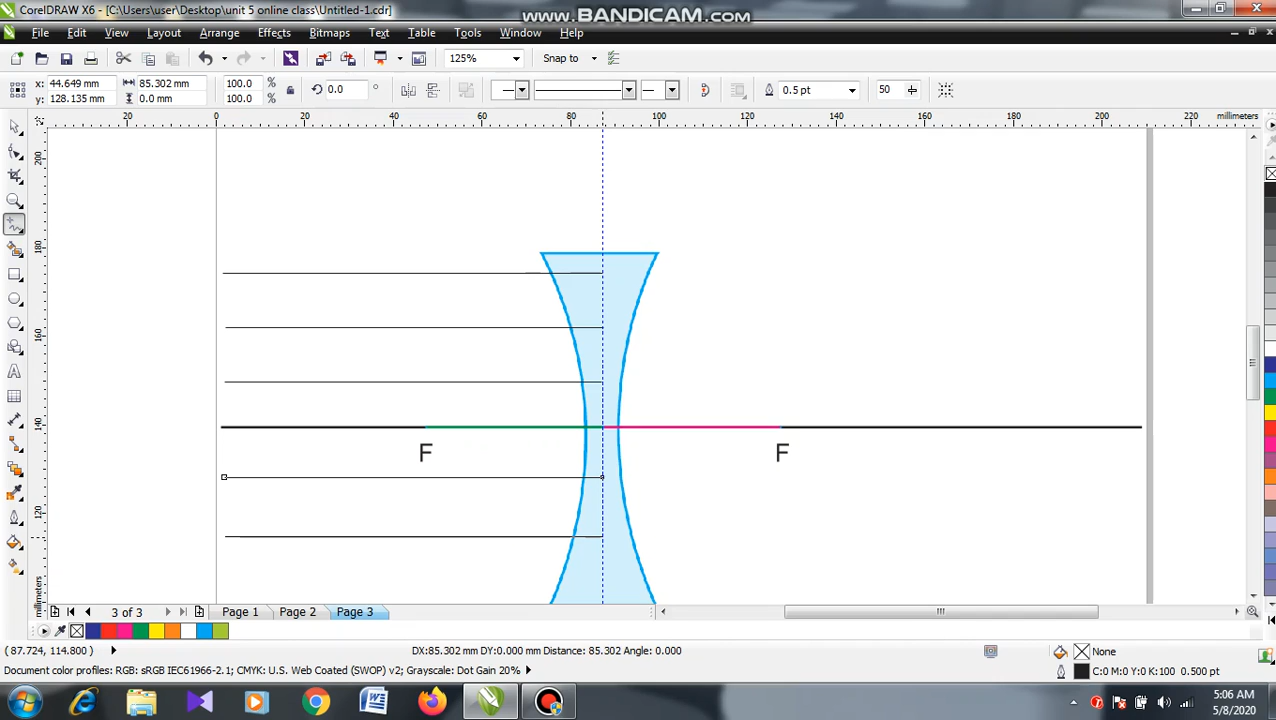 CorelDRAW X6 - [C:\Users\user\Desktop\unit 5 online class\Untitled-1.cdr]
www.BANDICAM.com
File Edit View Layout Arrange Effects Bitmaps Text Table Tools Window Help
125% Snap to
x: 44.649 mm 85.302 mm 100.0 % 0.0 ° 0.5 pt 50
y: 128.135 mm 0.0 mm 100.0 %
20 0 20 40 60 80 100 120 140 160 180 200 220 millimeters
200
180
160
140
F F
120
millimeters
3 of 3 Page 1 Page 2 Page 3
( 87.724, 114.800 ) DX:85.302 mm DY:0.000 mm Distance: 85.302 Angle: 0.000 None
Document color profiles: RGB: sRGB IEC61966-2.1; CMYK: U.S. Web Coated (SWOP) v2; Grayscale: Dot Gain 20% C:0 M:0 Y:0 K:100 0.500 pt
5:06 AM
5/8/2020